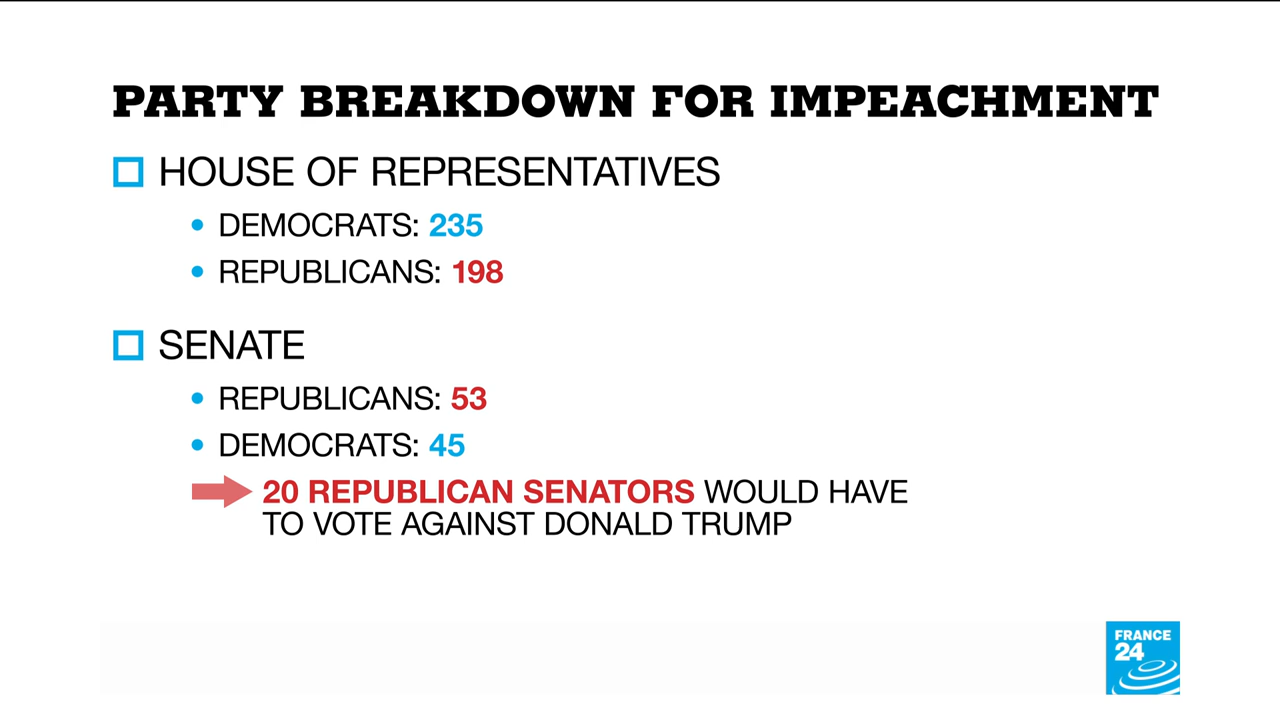 PARTY BREAKDOWN FOR IMPEACHMENT
HOUSE OF REPRESENTATIVES
• DEMOCRATS: 235
• REPUBLICANS: 198
SENATE
• REPUBLICANS: 53
• DEMOCRATS: 45
20 REPUBLICAN SENATORS WOULD HAVE
TO VOTE AGAINST DONALD TRUMP
FRANCE
24